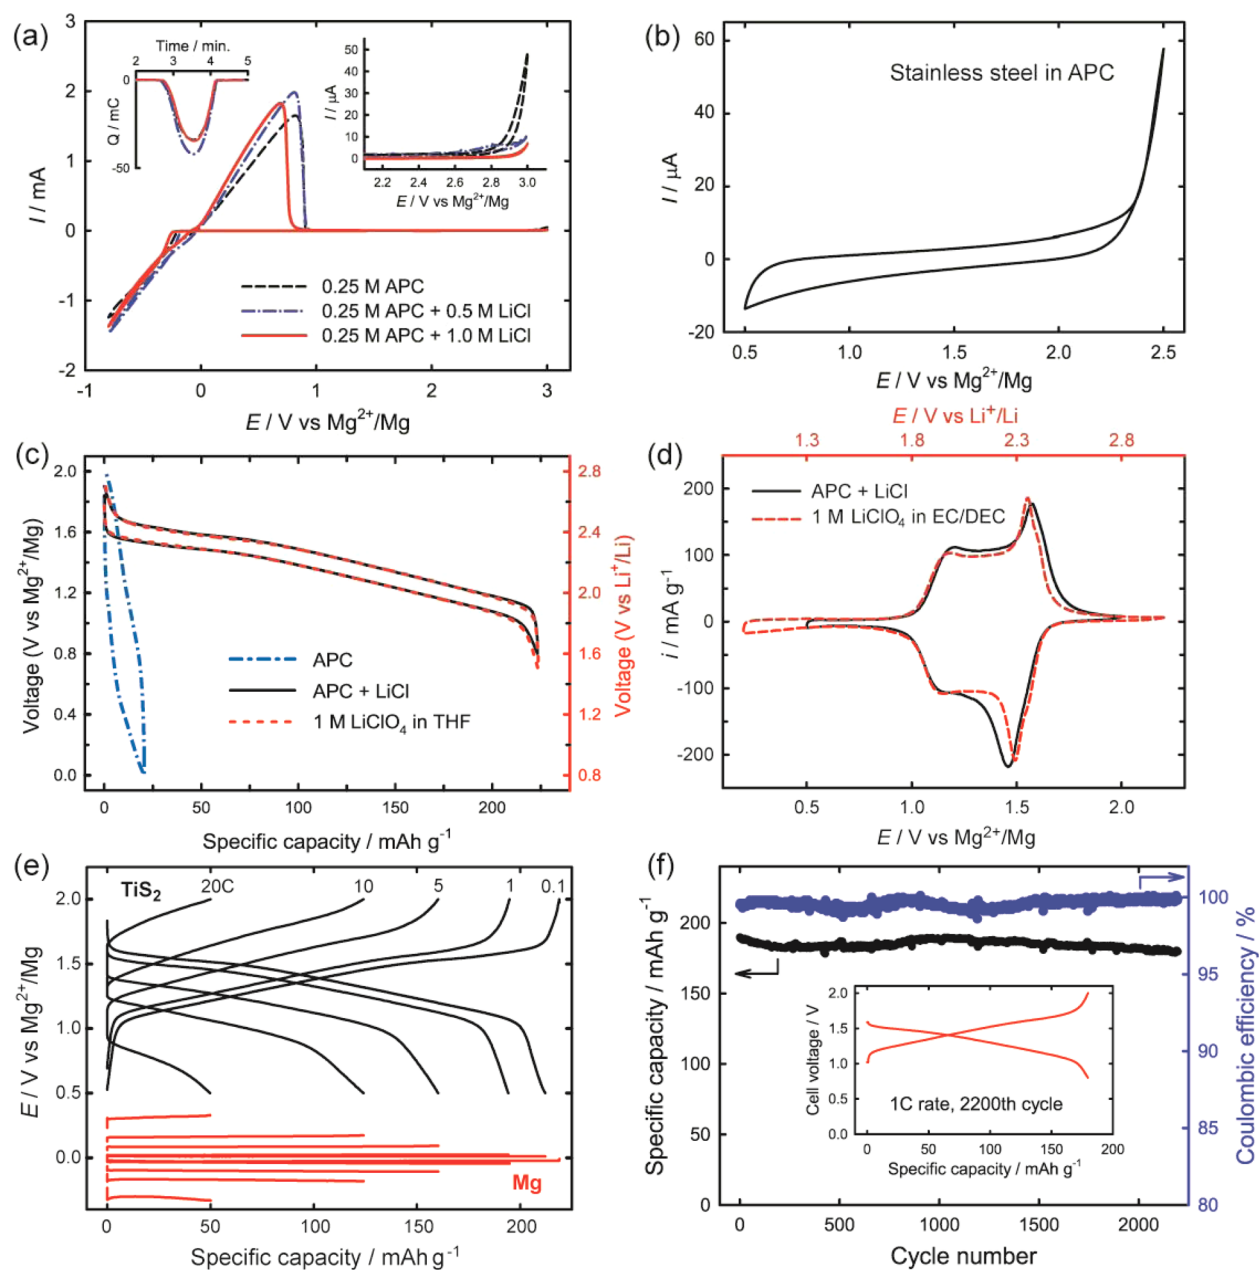 (a)
3
2
1
0
-1
-2
I / mA
-1
0
1
2
3
E / V vs Mg²⁺/Mg
Time / min.
2
3
4
5
0
-50
Q / mC
50
40
30
20
10
0
I / µA
2.2
2.4
2.6
2.8
3.0
E / V vs Mg²⁺/Mg
0.25 M APC
0.25 M APC + 0.5 M LiCl
0.25 M APC + 1.0 M LiCl
(b)
60
40
20
0
-20
I / µA
Stainless steel in APC
0.5
1.0
1.5
2.0
2.5
E / V vs Mg²⁺/Mg
(c)
2.0
1.6
1.2
0.8
0.4
0.0
Voltage (V vs Mg²⁺/Mg)
2.8
2.4
2.0
1.6
1.2
0.8
Voltage (V vs Li⁺/Li)
APC
APC + LiCl
1 M LiClO₄ in THF
0
50
100
150
200
Specific capacity / mAh g⁻¹
(d)
E / V vs Li⁺/Li
1.3
1.8
2.3
2.8
200
100
0
-100
-200
i / mA g⁻¹
APC + LiCl
1 M LiClO₄ in EC/DEC
0.5
1.0
1.5
2.0
E / V vs Mg²⁺/Mg
(e)
TiS₂
20C
10
5
1
0.1
2.0
1.5
1.0
0.5
0.0
E / V vs Mg²⁺/Mg
Mg
0
50
100
150
200
Specific capacity / mAh g⁻¹
(f)
200
150
100
50
0
Specific capacity / mAh g⁻¹
100
95
90
85
80
Coulombic efficiency / %
2.0
1.5
1.0
0.5
0.0
Cell voltage / V
1C rate, 2200th cycle
0
50
100
150
200
Specific capacity / mAh g⁻¹
0
500
1000
1500
2000
Cycle number